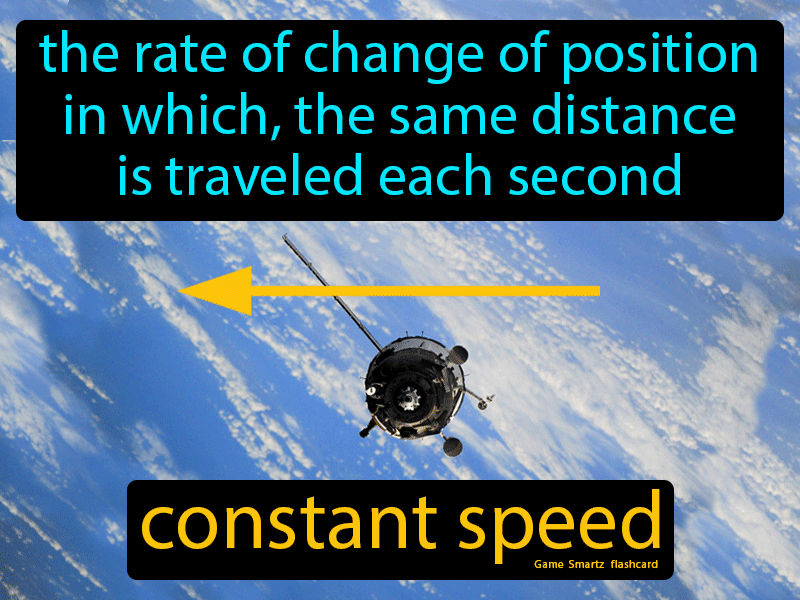 the rate of change of position
in which, the same distance
is traveled each second
constant speed
Game Smartz flashcard